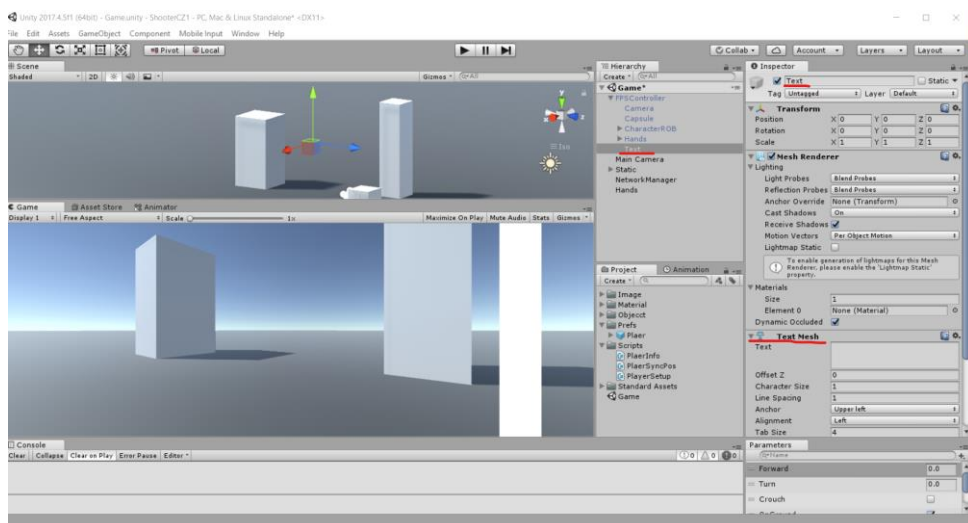 Unity 2017.4.5f1 (64bit) - Game.unity - ShooterCZ1 - PC, Mac & Linux Standalone* <DX11>
File Edit Assets GameObject Component Mobile Input Window Help
Pivot Local Collab Account Layers Layout
Scene
Shaded 2D Gizmos All
y
x
Iso
Game Asset Store Animator
Display 1 Free Aspect Scale 1x Maximize On Play Mute Audio Stats Gizmos
Console
Clear Collapse Clear on Play Error Pause Editor 0 0 0
Hierarchy
Create All
Game*
FPSController
Camera
Capsule
CharacterROB
Hands
Text
Main Camera
Static
NetworkManager
Hands
Project Animation
Create
Image
Material
Objecct
Prefs
Plaer
Scripts
PlaerInfo
PlaerSyncPos
PlayerSetup
Standard Assets
Game
Inspector
Text Static
Tag Untagged Layer Default
Transform
Position X 0 Y 0 Z 0
Rotation X 0 Y 0 Z 0
Scale X 1 Y 1 Z 1
Mesh Renderer
Lighting
Light Probes Blend Probes
Reflection Probes Blend Probes
Anchor Override None (Transform)
Cast Shadows On
Receive Shadows
Motion Vectors Per Object Motion
Lightmap Static
To enable generation of lightmaps for this Mesh
Renderer, please enable the 'Lightmap Static'
property.
Materials
Size 1
Element 0 None (Material)
Dynamic Occluded
Text Mesh
Text
Offset Z 0
Character Size 1
Line Spacing 1
Anchor Upper left
Alignment Left
Tab Size 4
Parameters
Name
Forward 0.0
Turn 0.0
Crouch
OnGround